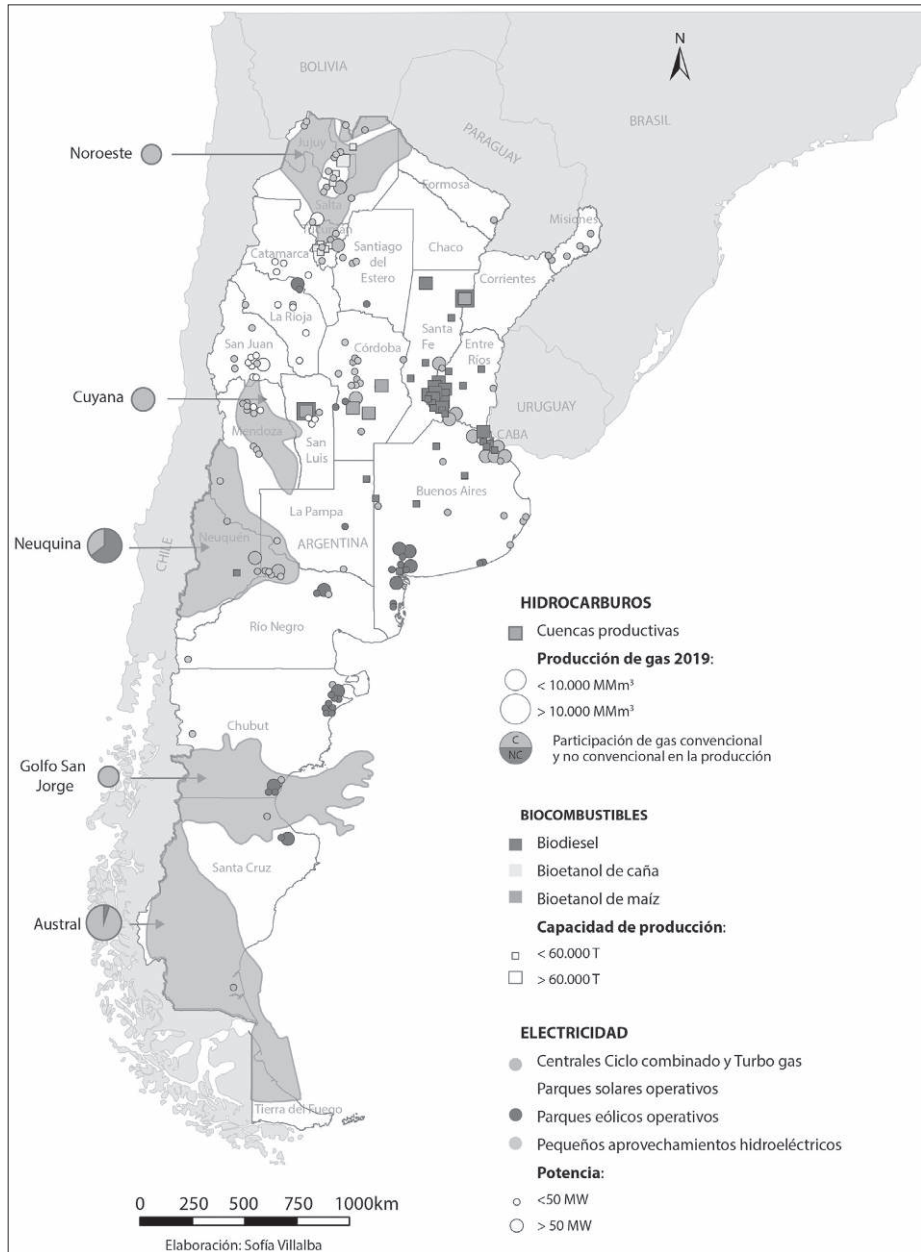 BOLIVIA
N
BRASIL
PARAGUAY
Jujuy
Noroeste
Formosa
Salta
Misiones
Tucumán
Catamarca
Santiago
del
Estero
Chaco
Corrientes
La Rioja
Santa
Fe
San Juan
Córdoba
Entre
Ríos
Cuyana
URUGUAY
Mendoza
San
Luis
CABA
Buenos Aires
La Pampa
Neuquina
Neuquén
ARGENTINA
CHILE
Río Negro
Chubut
Golfo San
Jorge
Santa Cruz
Austral
Tierra del Fuego
HIDROCARBUROS
Cuencas productivas
Producción de gas 2019:
< 10.000 MMm³
> 10.000 MMm³
C
NC
Participación de gas convencional
y no convencional en la producción
BIOCOMBUSTIBLES
Biodiesel
Bioetanol de caña
Bioetanol de maíz
Capacidad de producción:
< 60.000 T
> 60.000 T
ELECTRICIDAD
Centrales Ciclo combinado y Turbo gas
Parques solares operativos
Parques eólicos operativos
Pequeños aprovechamientos hidroeléctricos
Potencia:
<50 MW
> 50 MW
0 250 500 750 1000km
Elaboración: Sofía Villalba